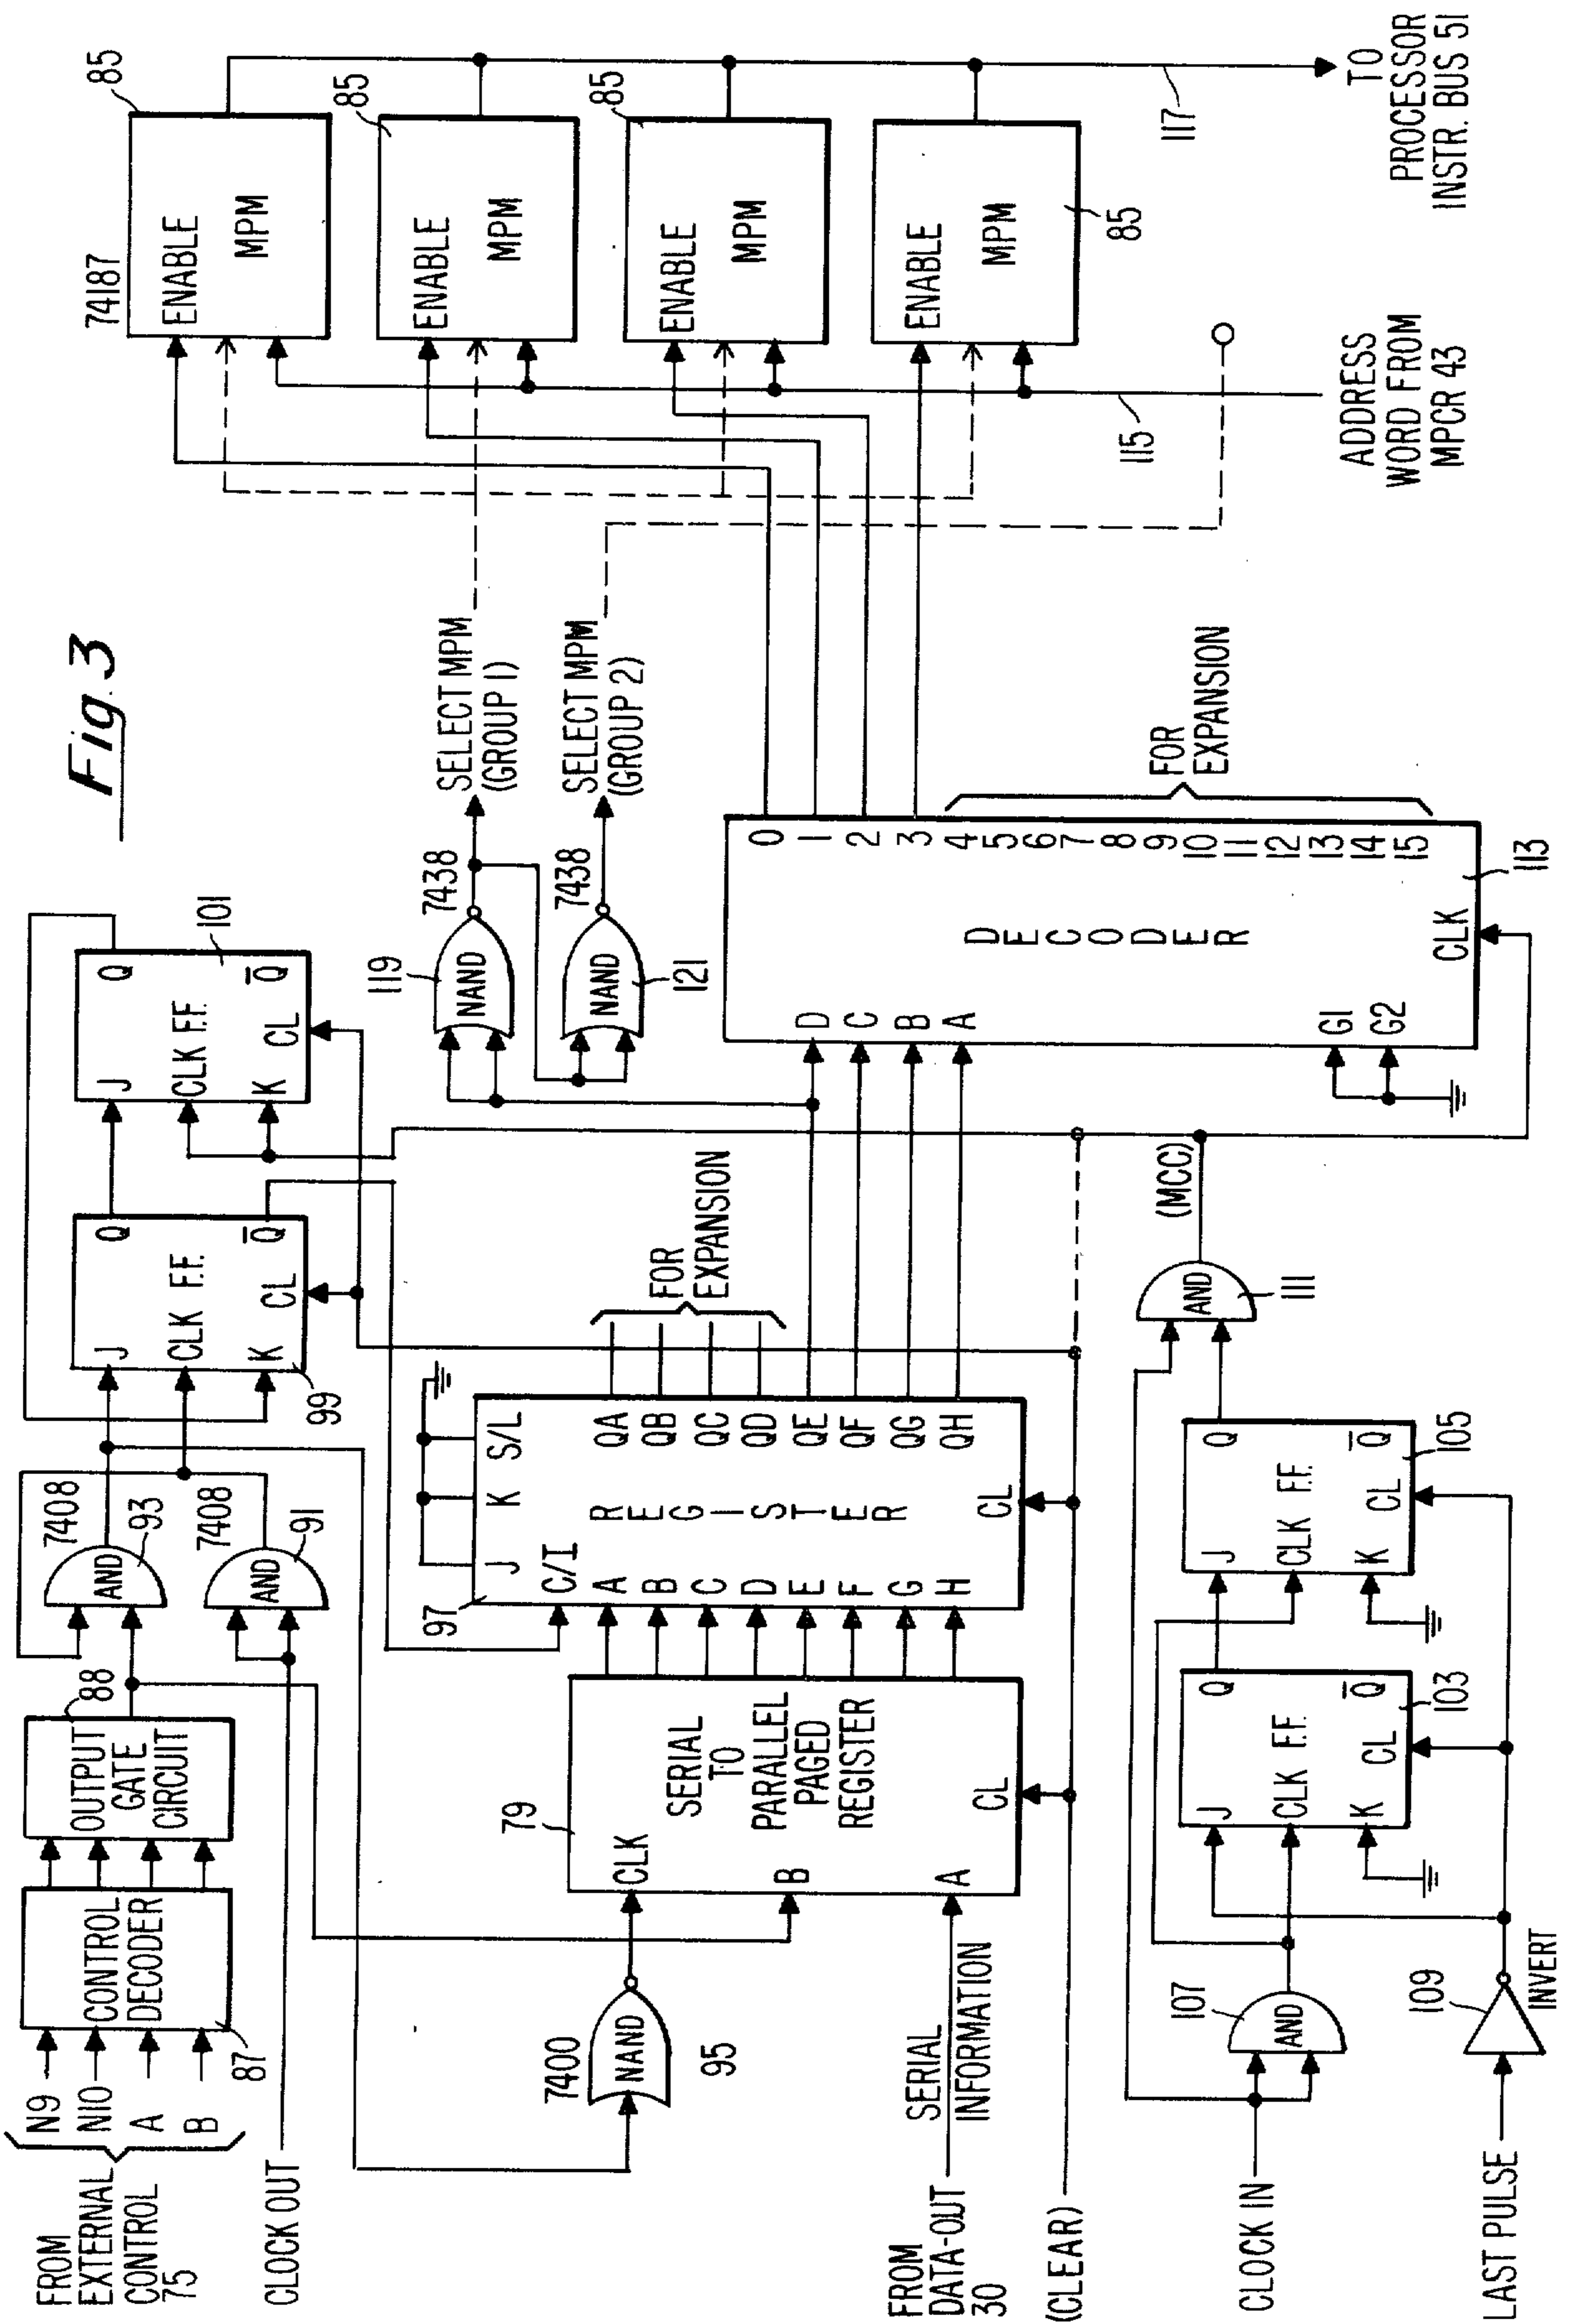 Fig. 3
FROM
EXTERNAL
CONTROL
75
N9
N10
A
B
CONTROL
DECODER
87
OUTPUT
GATE
CIRCUIT
88
CLOCK OUT
7408
AND
93
7408
AND
91
J
CLK F.F.
K
Q
Q̅
CL
99
J
CLK F.F.
K
Q
Q̅
CL
101
74187
85
ENABLE
MPM
85
ENABLE
MPM
85
ENABLE
MPM
85
ENABLE
MPM
117
TO
PROCESSOR
INSTR. BUS 51
115
ADDRESS
WORD FROM
MPCR 43
119
NAND
7438
SELECT MPM
(GROUP 1)
121
NAND
7438
SELECT MPM
(GROUP 2)
7400
NAND
95
79
CLK
B
A
SERIAL
TO
PARALLEL
PAGED
REGISTER
CL
FROM
DATA-OUT
30
SERIAL
INFORMATION
(CLEAR)
97
J K S/L
C/I
A
B
C
D
E
F
G
H
REGISTER
QA
QB
QC
QD
QE
QF
QG
QH
CL
FOR
EXPANSION
D
C
B
A
G1
G2
DECODER
CLK
0
1
2
3
4
5
6
7
8
9
10
11
12
13
14
15
113
FOR
EXPANSION
CLOCK IN
107
AND
LAST PULSE
109
INVERT
J
CLK F.F.
K
Q
Q̅
CL
103
J
CLK F.F.
K
Q
Q̅
CL
105
AND
111
(MCC)